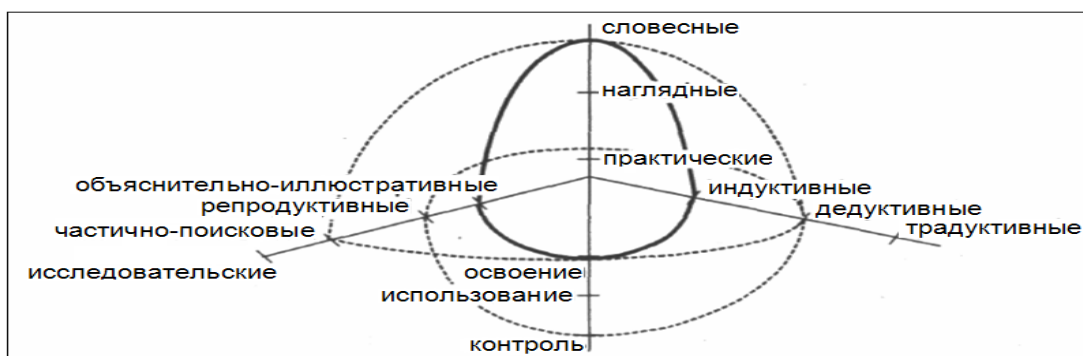 словесные
наглядные
практические
объяснительно-иллюстративные
индуктивные
репродуктивные
дедуктивные
частично-поисковые
традуктивные
исследовательские
освоение
использование
контроль